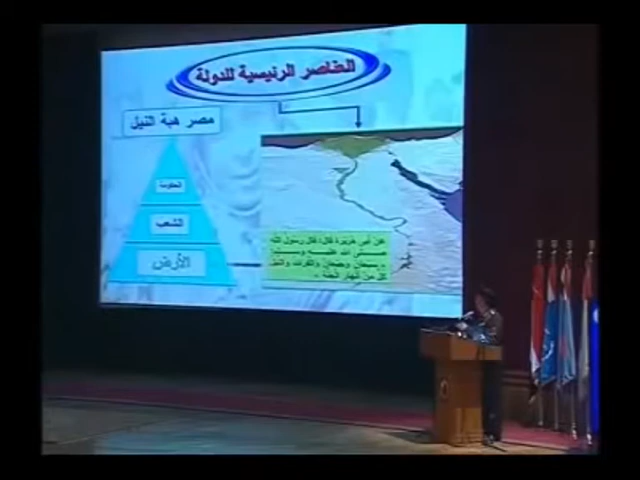 العناصر الرئيسية للدولة
مصر هبة النيل
الحكومة
الشعب
الأرض
عن أبي هريرة قال: قال رسول الله
صلى الله عليه وسلم:
سيحان وجيحان والفرات والنيل
كل من أنهار الجنة